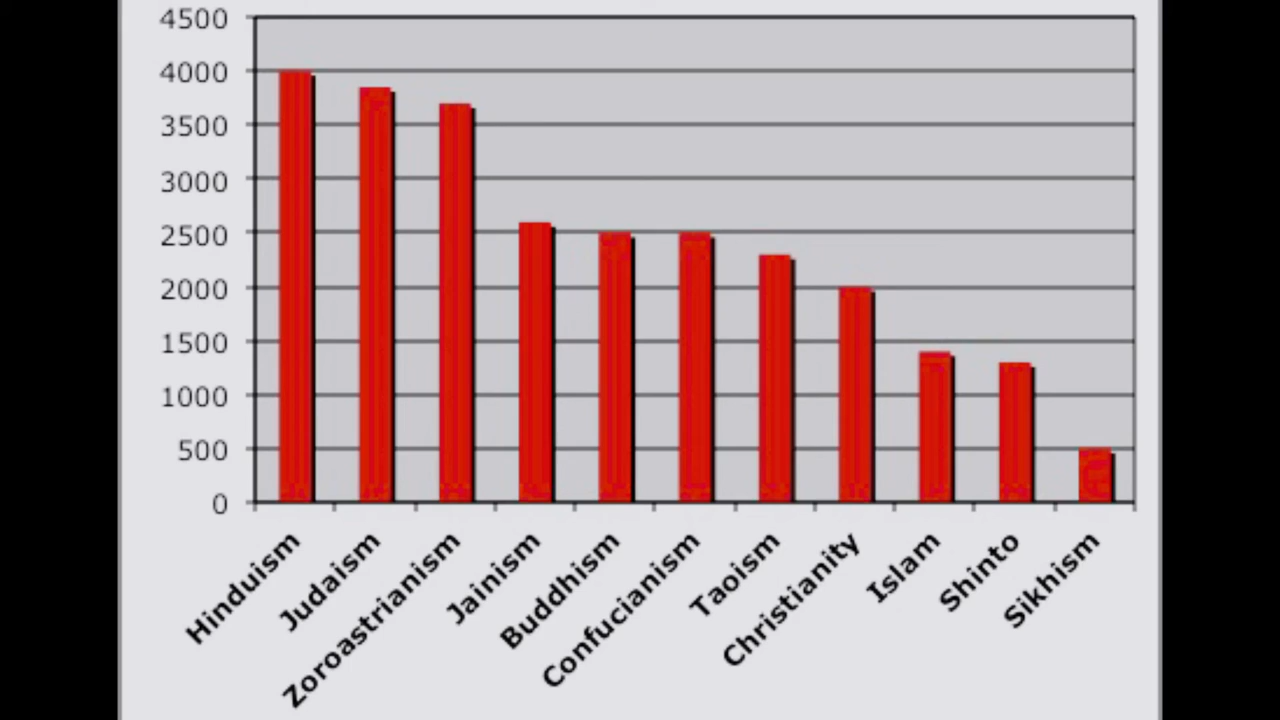 4500
4000
3500
3000
2500
2000
1500
1000
500
0
Hinduism
Judaism
Zoroastrianism
Jainism
Buddhism
Confucianism
Taoism
Christianity
Islam
Shinto
Sikhism